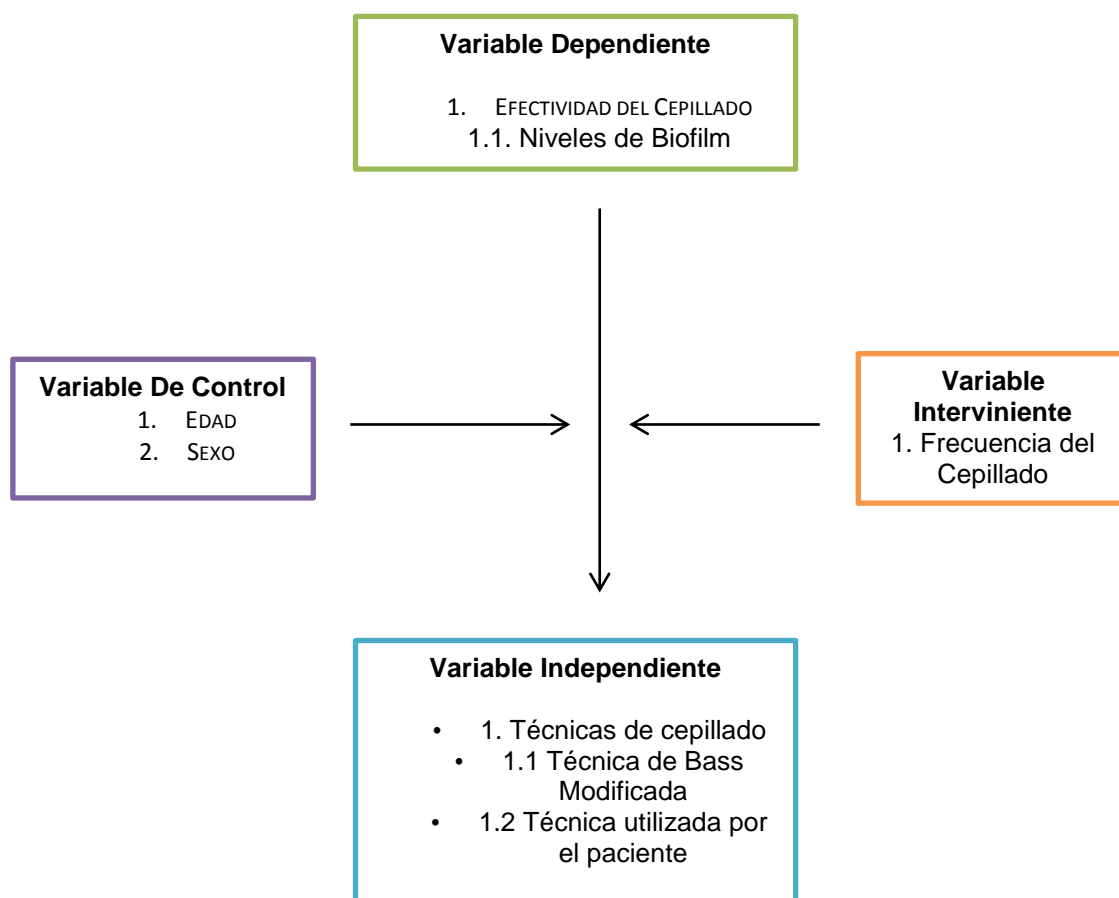 Variable Dependiente
1. EFECTIVIDAD DEL CEPILLADO
1.1. Niveles de Biofilm
Variable De Control
1. EDAD
2. SEXO
Variable
Interviniente
1. Frecuencia del
Cepillado
Variable Independiente
• 1. Técnicas de cepillado
• 1.1 Técnica de Bass
Modificada
• 1.2 Técnica utilizada por
el paciente